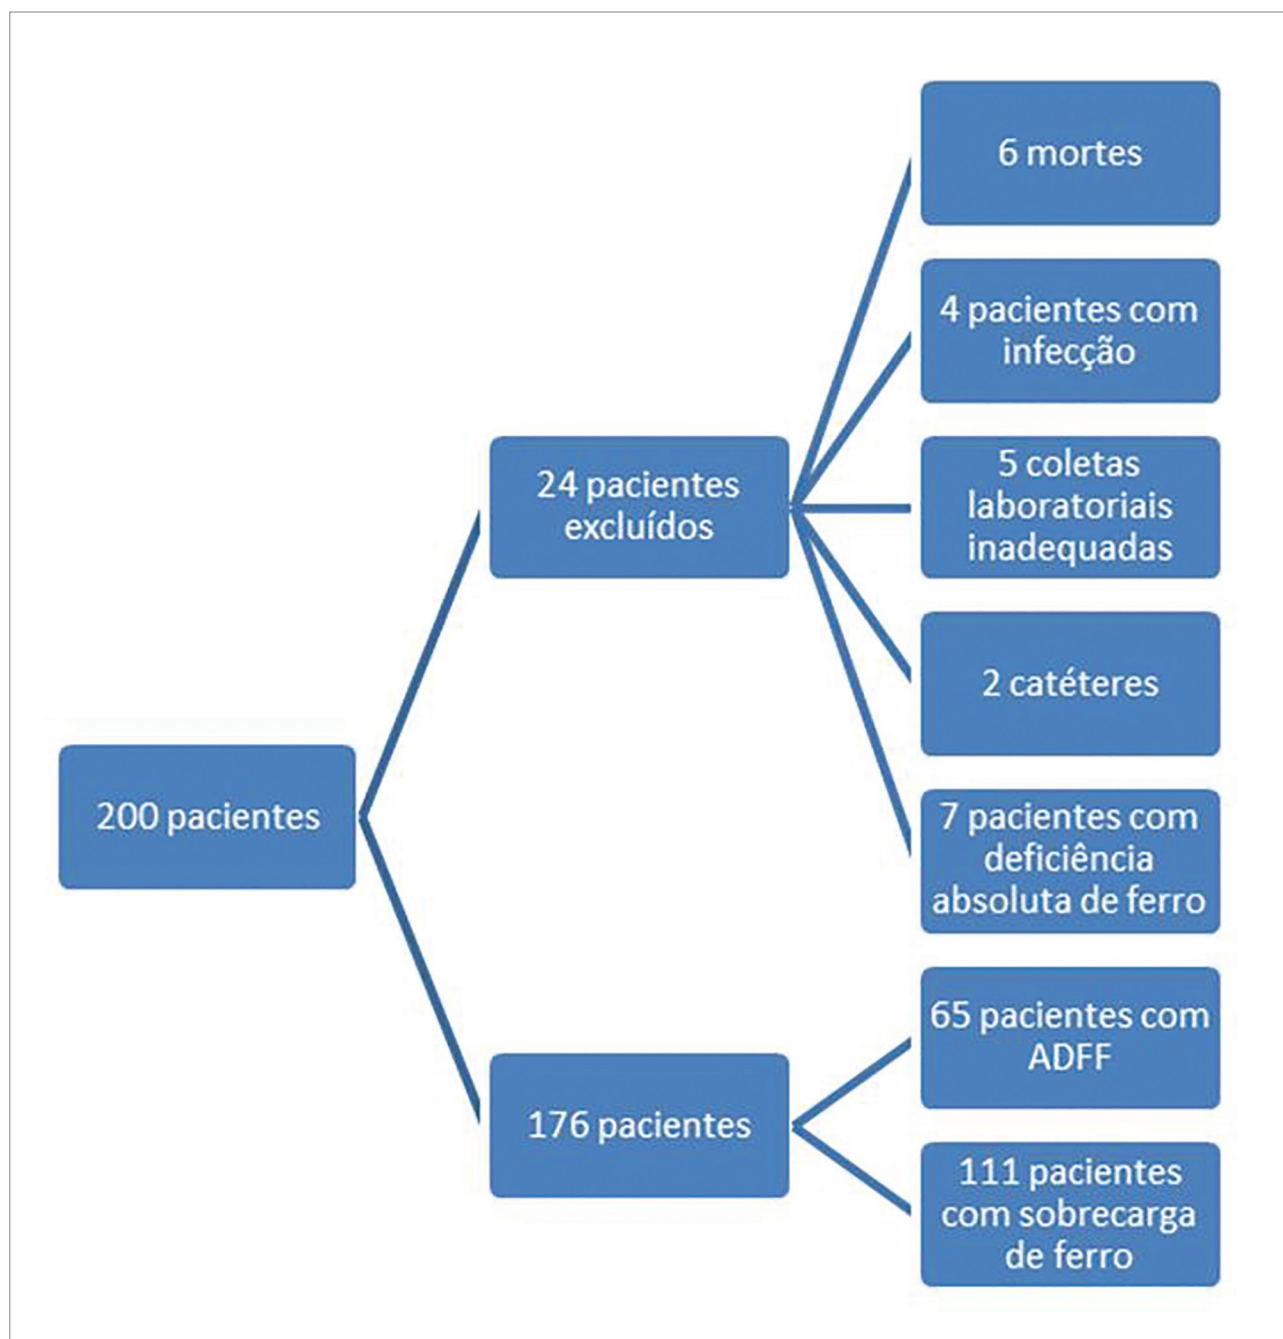 200 pacientes
24 pacientes
excluídos
6 mortes
4 pacientes com
infecção
5 coletas
laboratoriais
inadequadas
2 catéteres
7 pacientes com
deficiência
absoluta de ferro
176 pacientes
65 pacientes com
ADFF
111 pacientes
com sobrecarga
de ferro